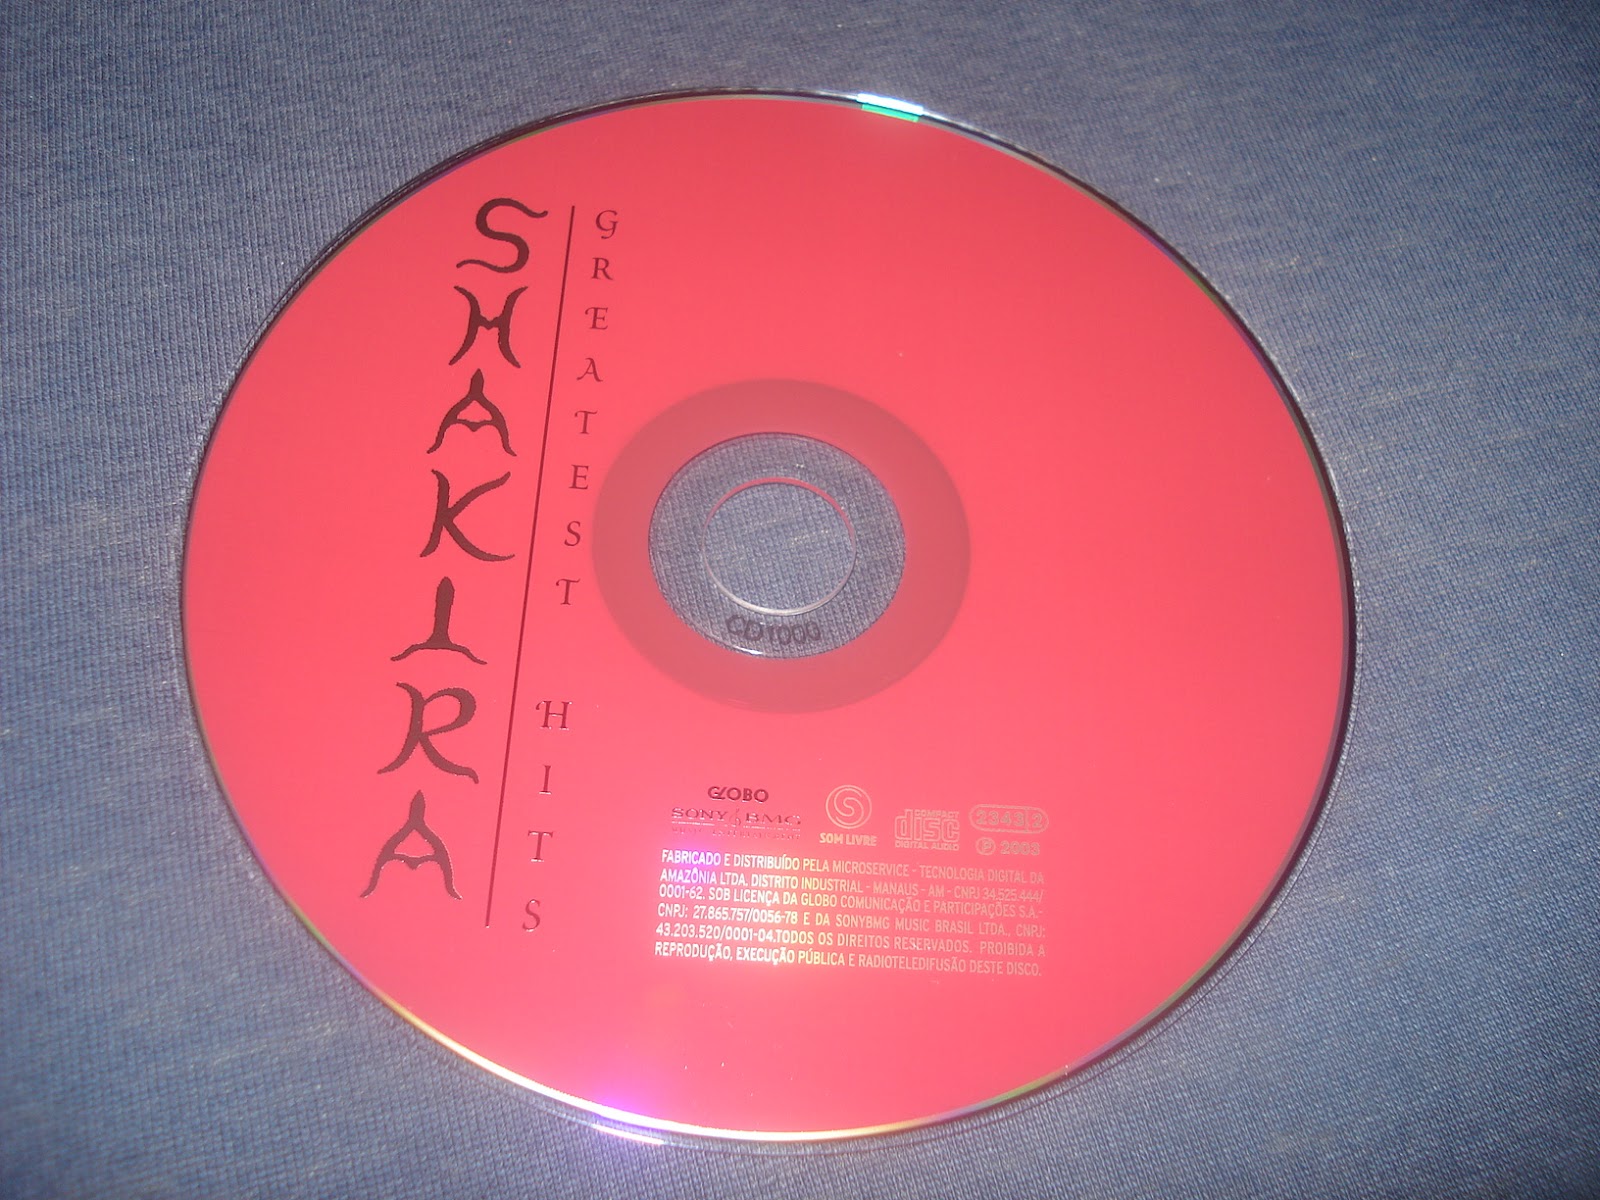 SHAKIRA
GREATEST HITS
CD1000
GLOBO
SONY BMG
SOM LIVRE
COMPACT
disc
DIGITAL AUDIO
2343-2
℗ 2008
FABRICADO E DISTRIBUÍDO PELA MICROSERVICE - TECNOLOGIA DIGITAL DA
AMAZÔNIA LTDA. DISTRITO INDUSTRIAL - MANAUS - AM - CNPJ 34.525.444/
0001-62. SOB LICENÇA DA GLOBO COMUNICAÇÃO E PARTICIPAÇÕES S.A.-
CNPJ: 27.865.757/0056-78 E DA SONYBMG MUSIC BRASIL LTDA., CNPJ:
43.203.520/0001-04.TODOS OS DIREITOS RESERVADOS. PROIBIDA A
REPRODUÇÃO, EXECUÇÃO PÚBLICA E RADIOTELEDIFUSÃO DESTE DISCO.